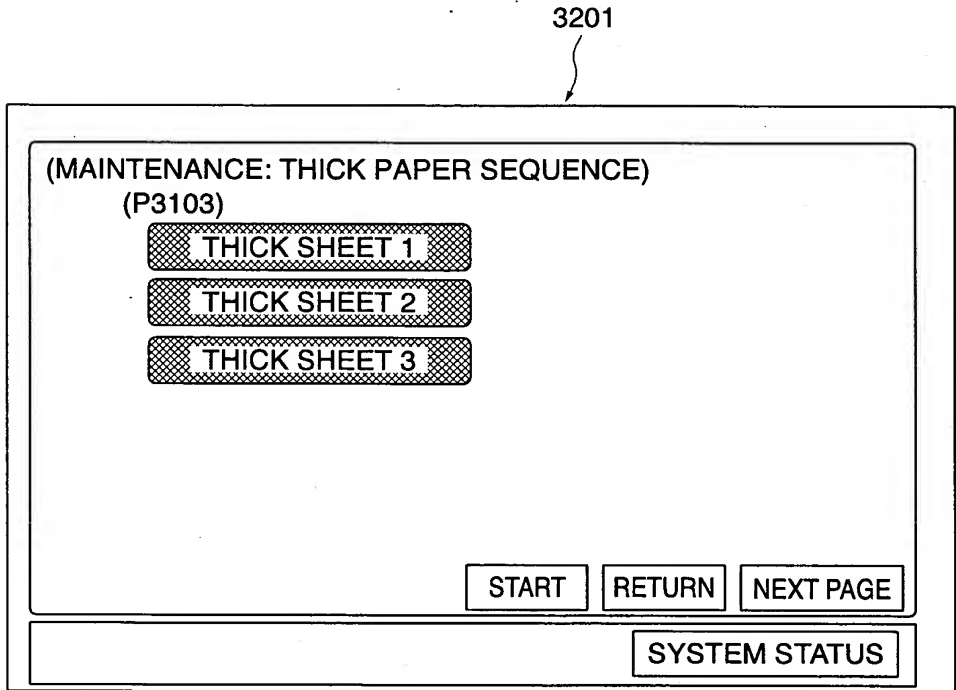 3201
(MAINTENANCE: THICK PAPER SEQUENCE)
(P3103)
THICK SHEET 1
THICK SHEET 2
THICK SHEET 3
START RETURN NEXT PAGE
SYSTEM STATUS